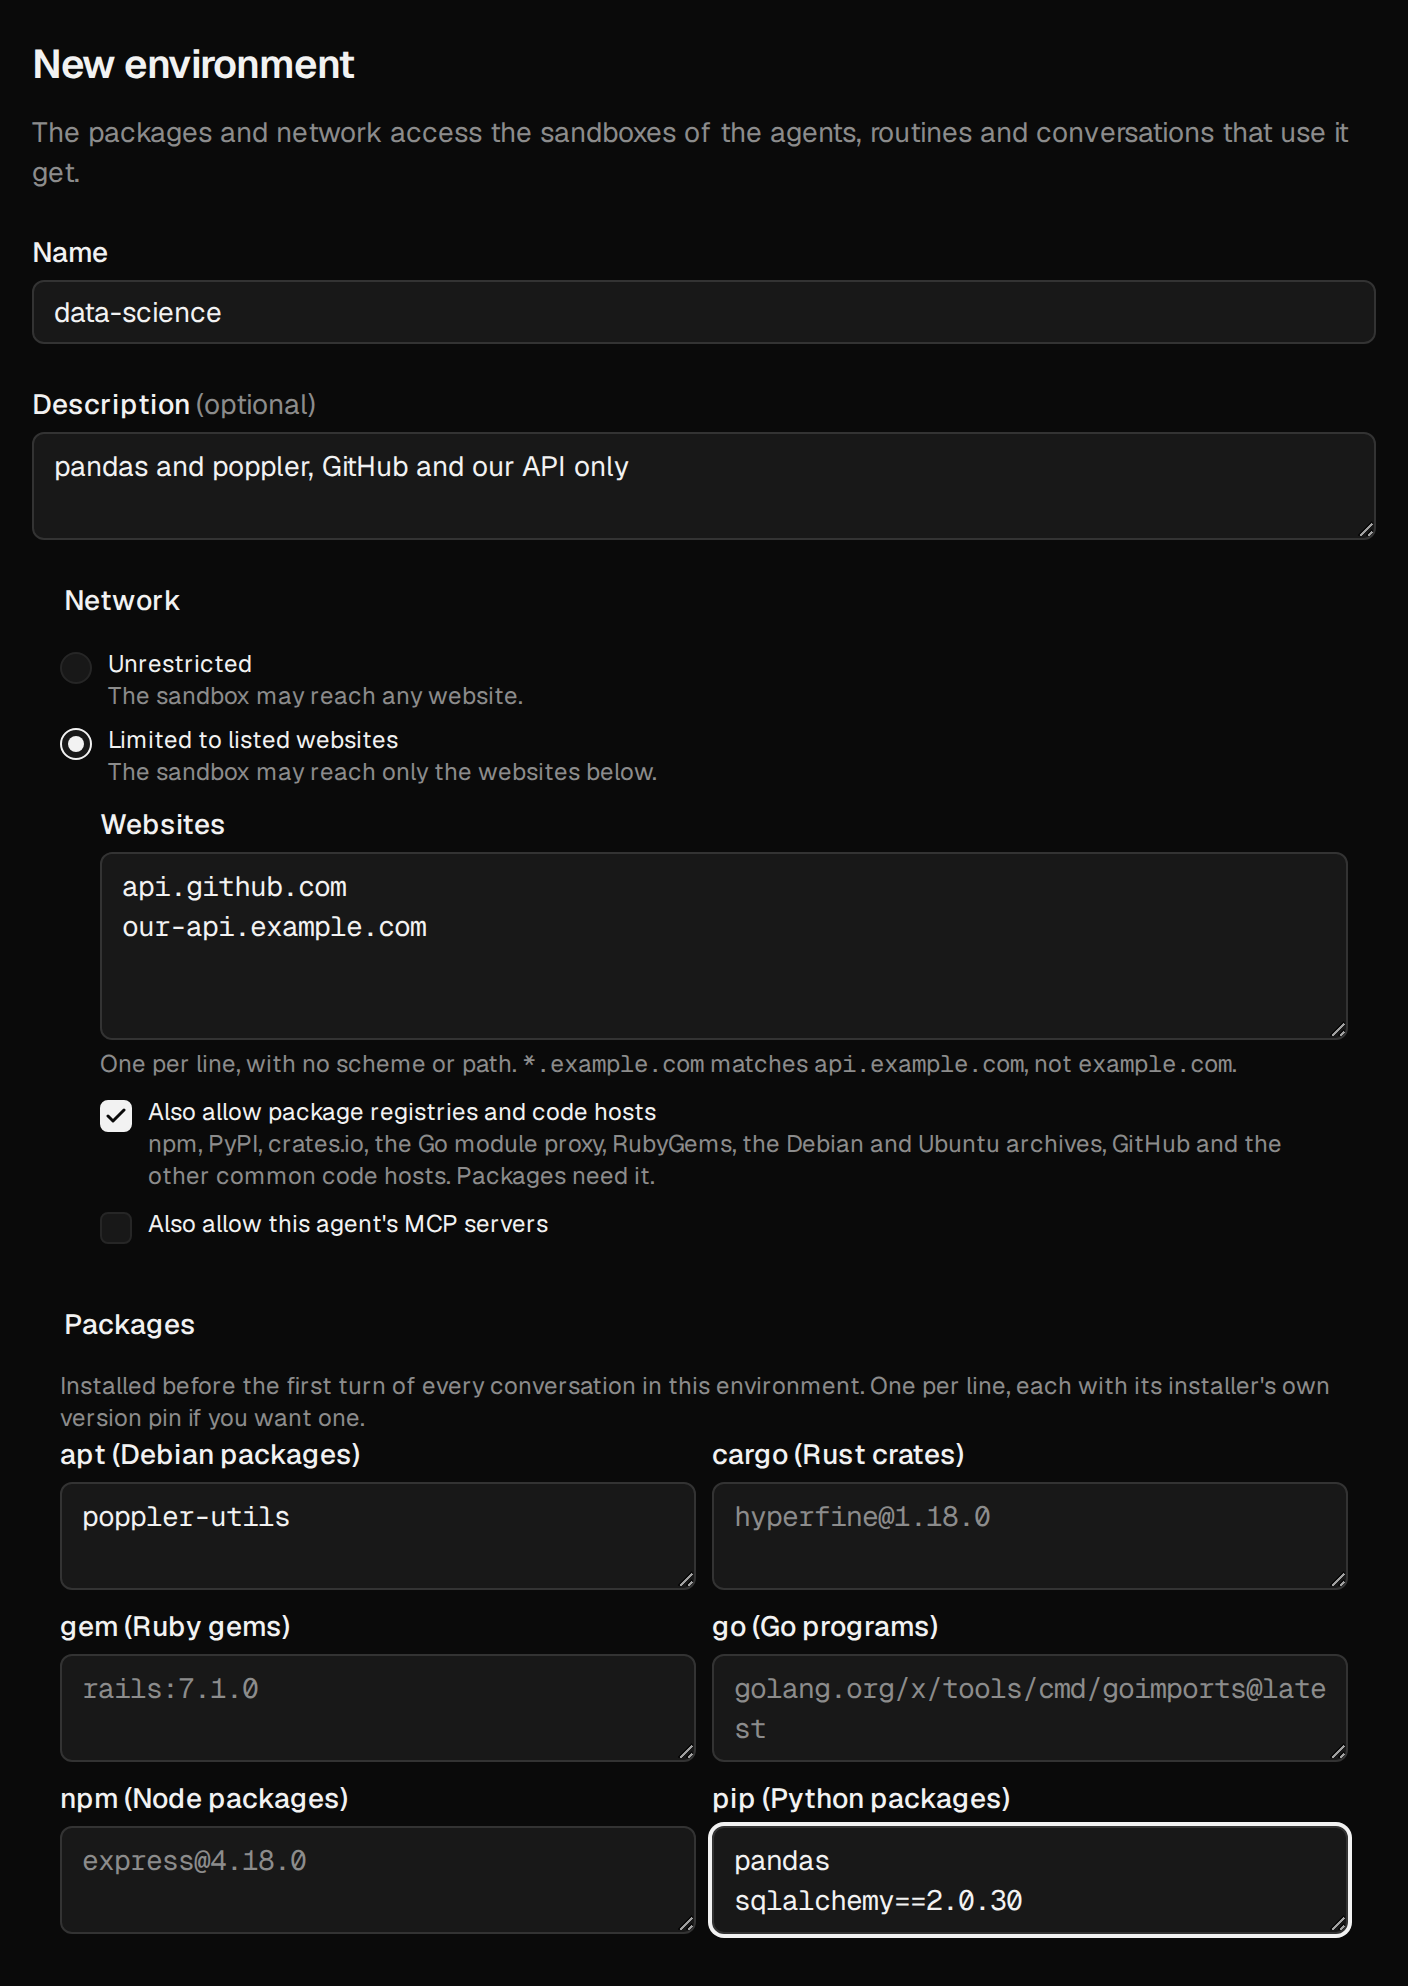 New environment
The packages and network access the sandboxes of the agents, routines and conversations that use it
get.
Name
data-science
Description (optional)
pandas and poppler, GitHub and our API only
Network
Unrestricted
The sandbox may reach any website.
Limited to listed websites
The sandbox may reach only the websites below.
Websites
api.github.com
our-api.example.com
One per line, with no scheme or path. *.example.com matches api.example.com, not example.com.
Also allow package registries and code hosts
npm, PyPI, crates.io, the Go module proxy, RubyGems, the Debian and Ubuntu archives, GitHub and the
other common code hosts. Packages need it.
Also allow this agent's MCP servers
Packages
Installed before the first turn of every conversation in this environment. One per line, each with its installer's own
version pin if you want one.
apt (Debian packages)
poppler-utils
cargo (Rust crates)
hyperfine@1.18.0
gem (Ruby gems)
rails:7.1.0
go (Go programs)
golang.org/x/tools/cmd/goimports@late
st
npm (Node packages)
express@4.18.0
pip (Python packages)
pandas
sqlalchemy==2.0.30